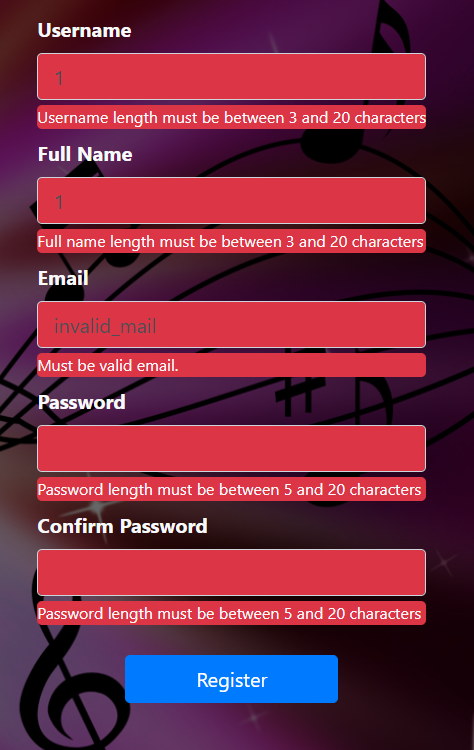 Username
1
Username length must be between 3 and 20 characters
Full Name
1
Full name length must be between 3 and 20 characters
Email
invalid_mail
Must be valid email.
Password
Password length must be between 5 and 20 characters
Confirm Password
Password length must be between 5 and 20 characters
Register